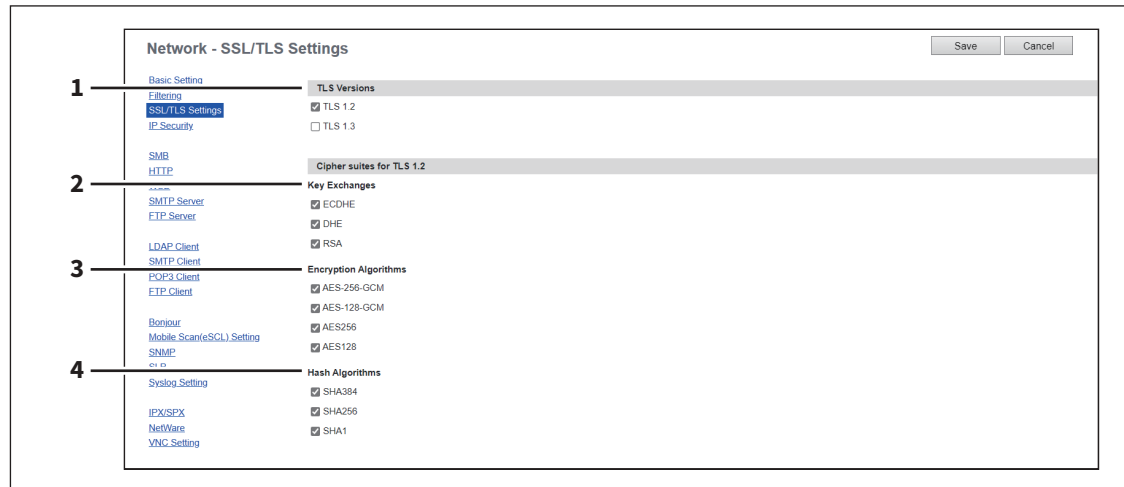 Network - SSL/TLS Settings
Save Cancel
Basic Setting
Filtering
SSL/TLS Settings
IP Security
SMB
HTTP
SMTP Server
FTP Server
LDAP Client
SMTP Client
POP3 Client
FTP Client
Bonjour
Mobile Scan(eSCL) Setting
SNMP
Syslog Setting
IPX/SPX
NetWare
VNC Setting
1
TLS Versions
TLS 1.2
TLS 1.3
Cipher suites for TLS 1.2
2
Key Exchanges
ECDHE
DHE
RSA
3
Encryption Algorithms
AES-256-GCM
AES-128-GCM
AES256
AES128
4
Hash Algorithms
SHA384
SHA256
SHA1